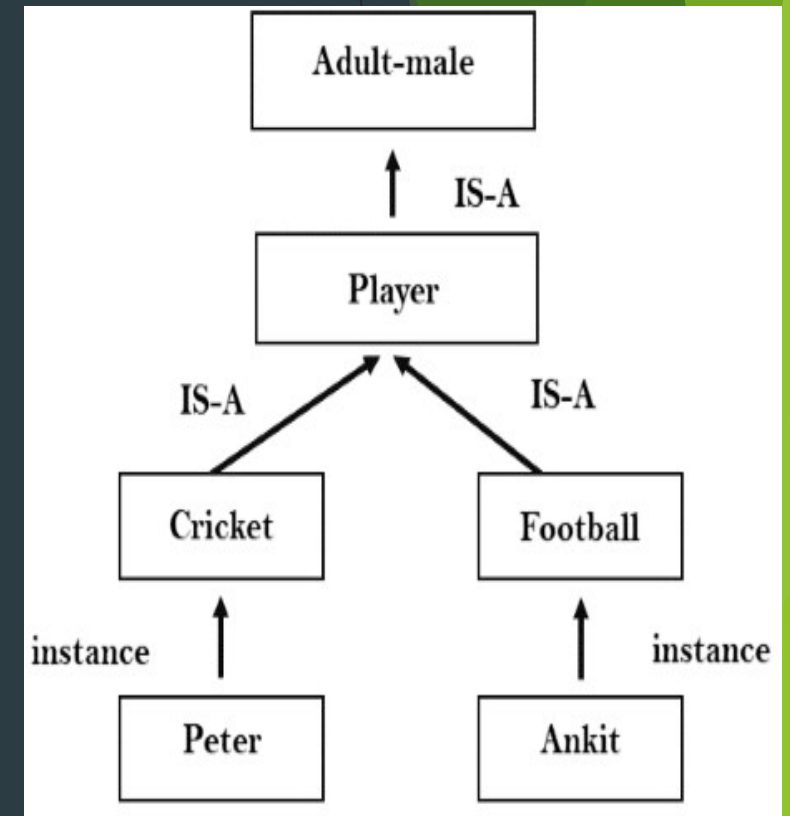 Adult-male
IS-A
Player
IS-A
IS-A
Cricket
Football
instance
instance
Peter
Ankit